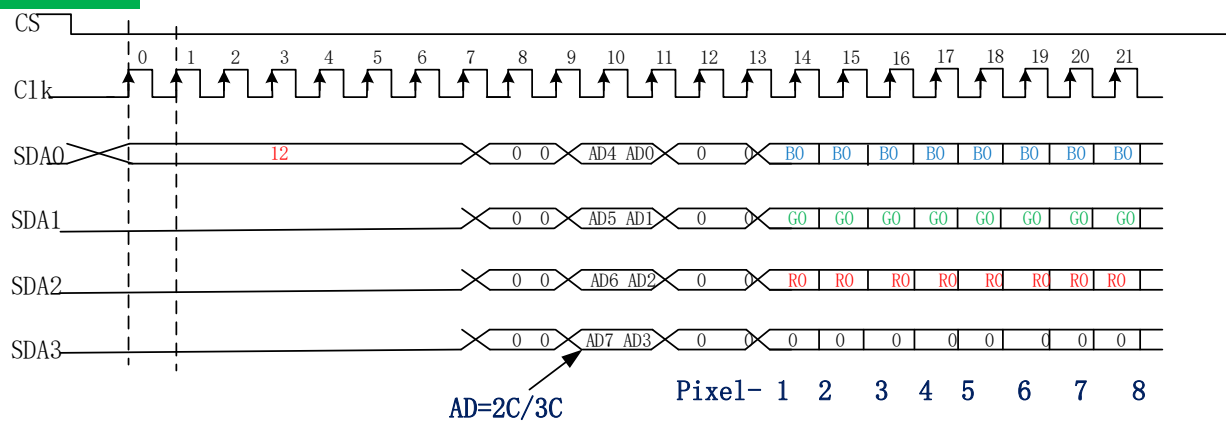 CS
0 1 2 3 4 5 6 7 8 9 10 11 12 13 14 15 16 17 18 19 20 21
Clk
SDA0 12 0 0 AD4 AD0 0 0 B0 B0 B0 B0 B0 B0 B0 B0
SDA1 0 0 AD5 AD1 0 0 G0 G0 G0 G0 G0 G0 G0 G0
SDA2 0 0 AD6 AD2 0 0 R0 R0 R0 R0 R0 R0 R0 R0
SDA3 0 0 AD7 AD3 0 0 0 0 0 0 0 0 0 0
Pixel- 1 2 3 4 5 6 7 8
AD=2C/3C